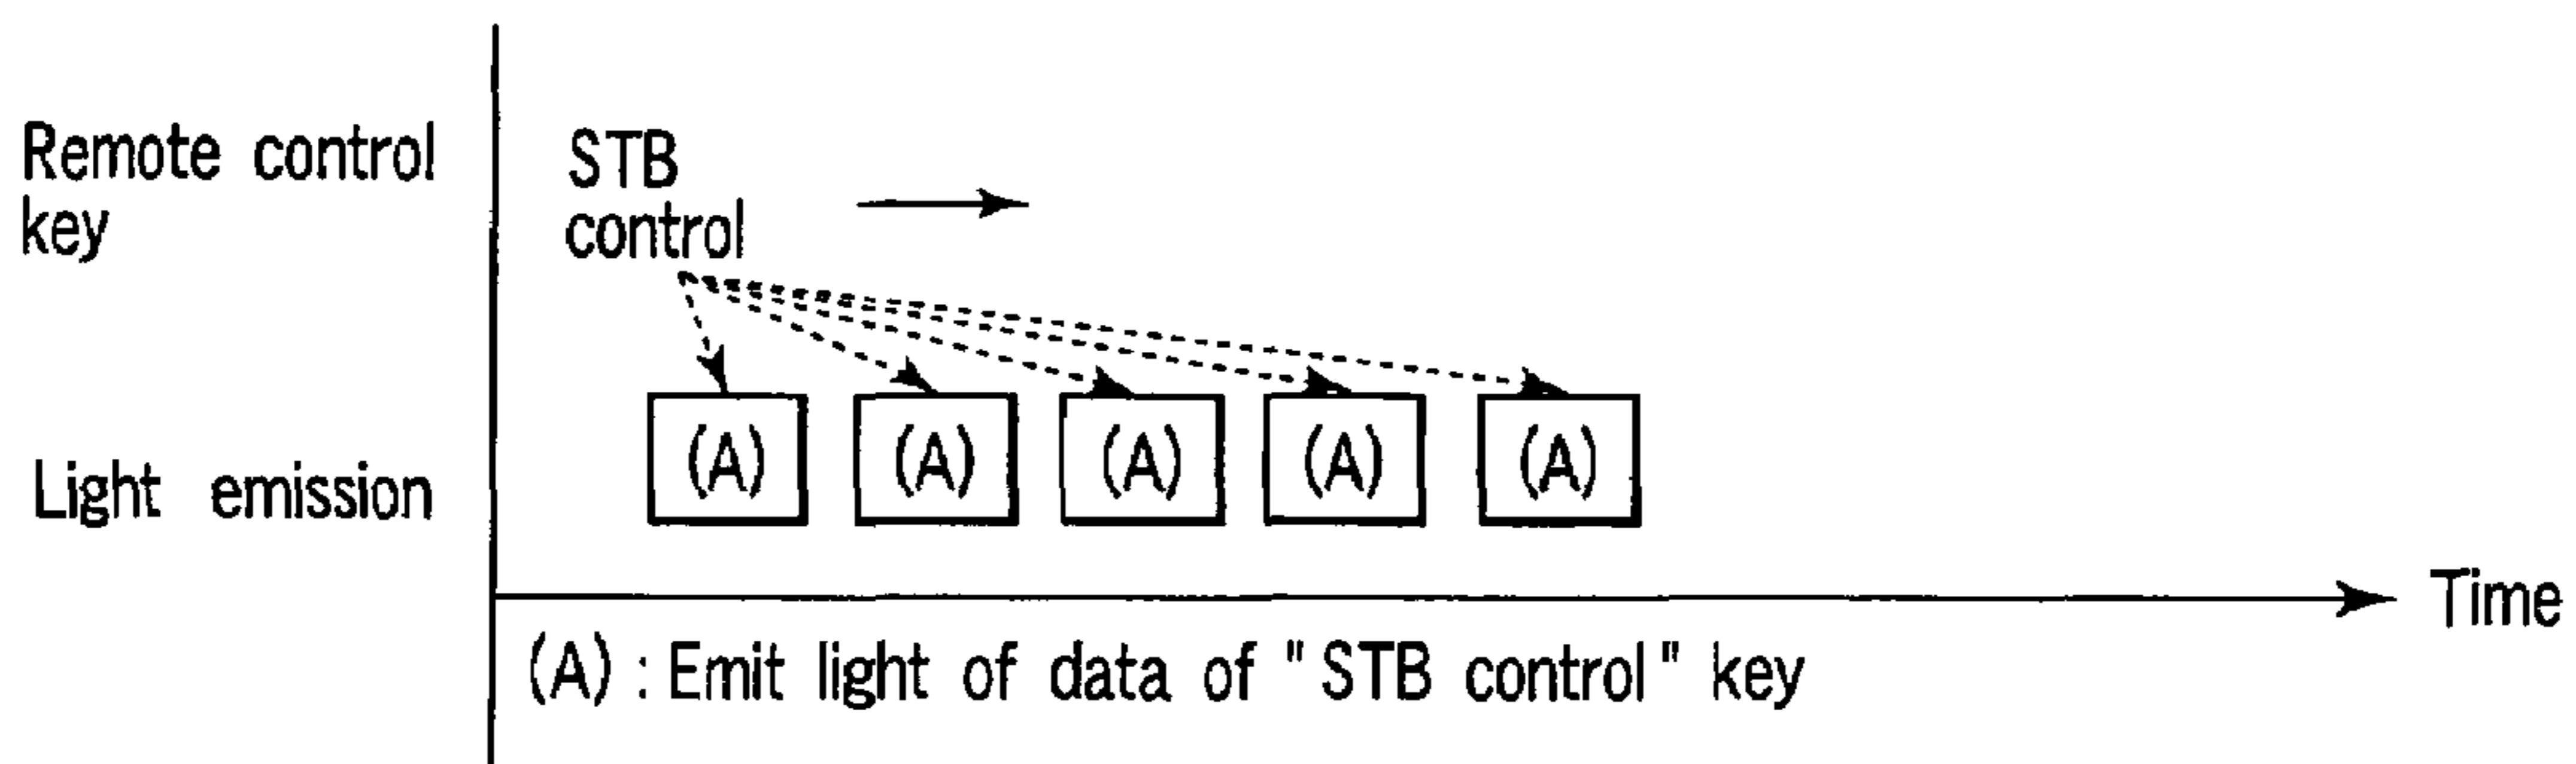 Remote control
key
STB
control
Light emission
(A) (A) (A) (A) (A)
Time
(A) : Emit light of data of "STB control" key